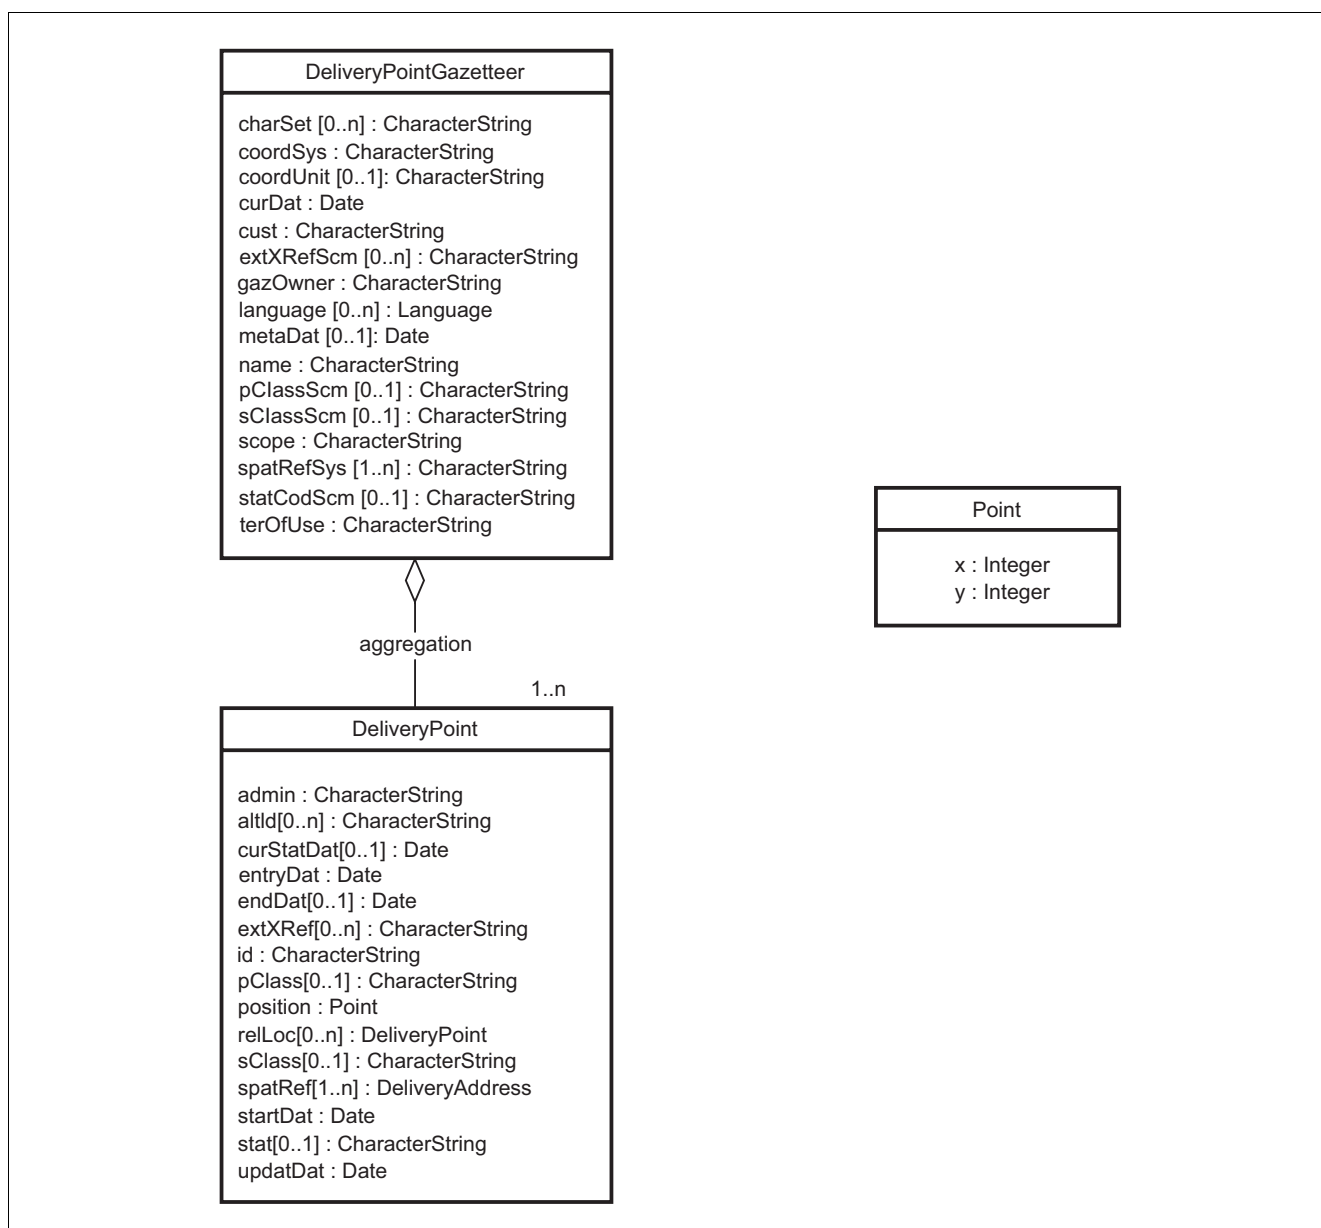 DeliveryPointGazetteer
charSet [0..n] : CharacterString
coordSys : CharacterString
coordUnit [0..1]: CharacterString
curDat : Date
cust : CharacterString
extXRefScm [0..n] : CharacterString
gazOwner : CharacterString
language [0..n] : Language
metaDat [0..1]: Date
name : CharacterString
pClassScm [0..1] : CharacterString
sClassScm [0..1] : CharacterString
scope : CharacterString
spatRefSys [1..n] : CharacterString
statCodScm [0..1] : CharacterString
terOfUse : CharacterString
aggregation
1..n
DeliveryPoint
admin : CharacterString
altId[0..n] : CharacterString
curStatDat[0..1] : Date
entryDat : Date
endDat[0..1] : Date
extXRef[0..n] : CharacterString
id : CharacterString
pClass[0..1] : CharacterString
position : Point
relLoc[0..n] : DeliveryPoint
sClass[0..1] : CharacterString
spatRef[1..n] : DeliveryAddress
startDat : Date
stat[0..1] : CharacterString
updatDat : Date
Point
x : Integer
y : Integer